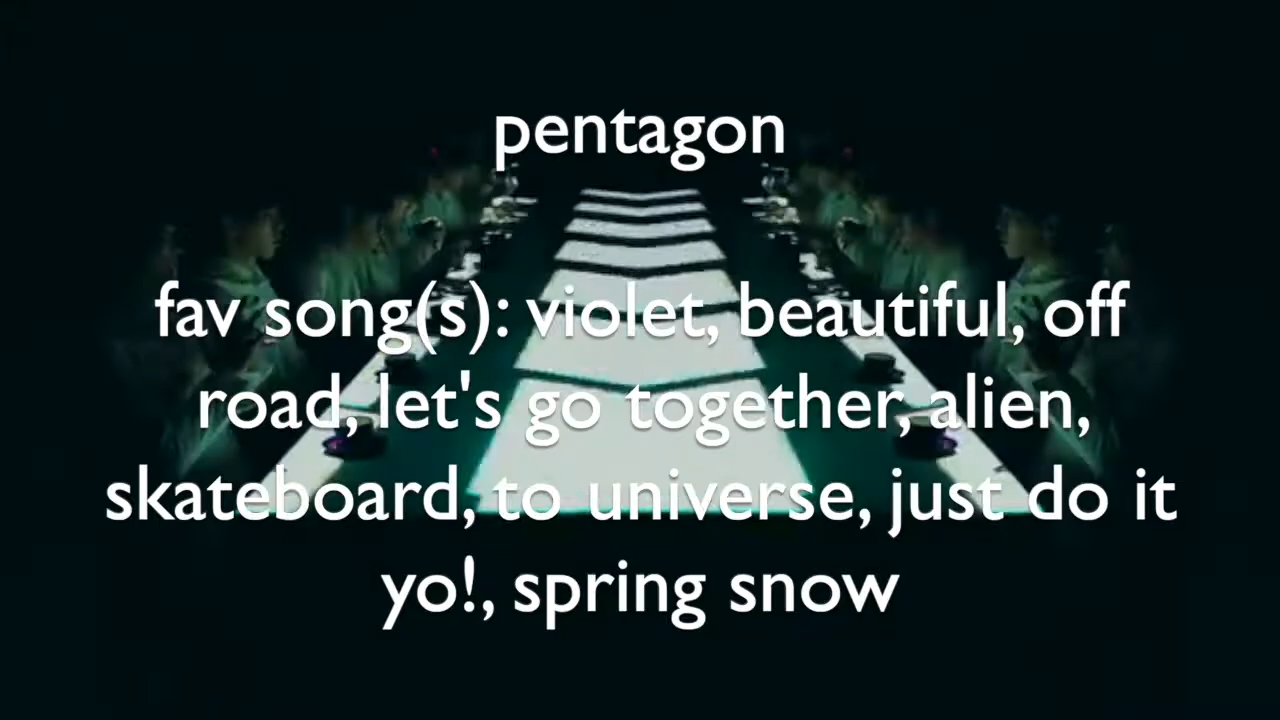 pentagon
fav song(s): violet, beautiful, off
road, let's go together, alien,
skateboard, to universe, just do it
yo!, spring snow